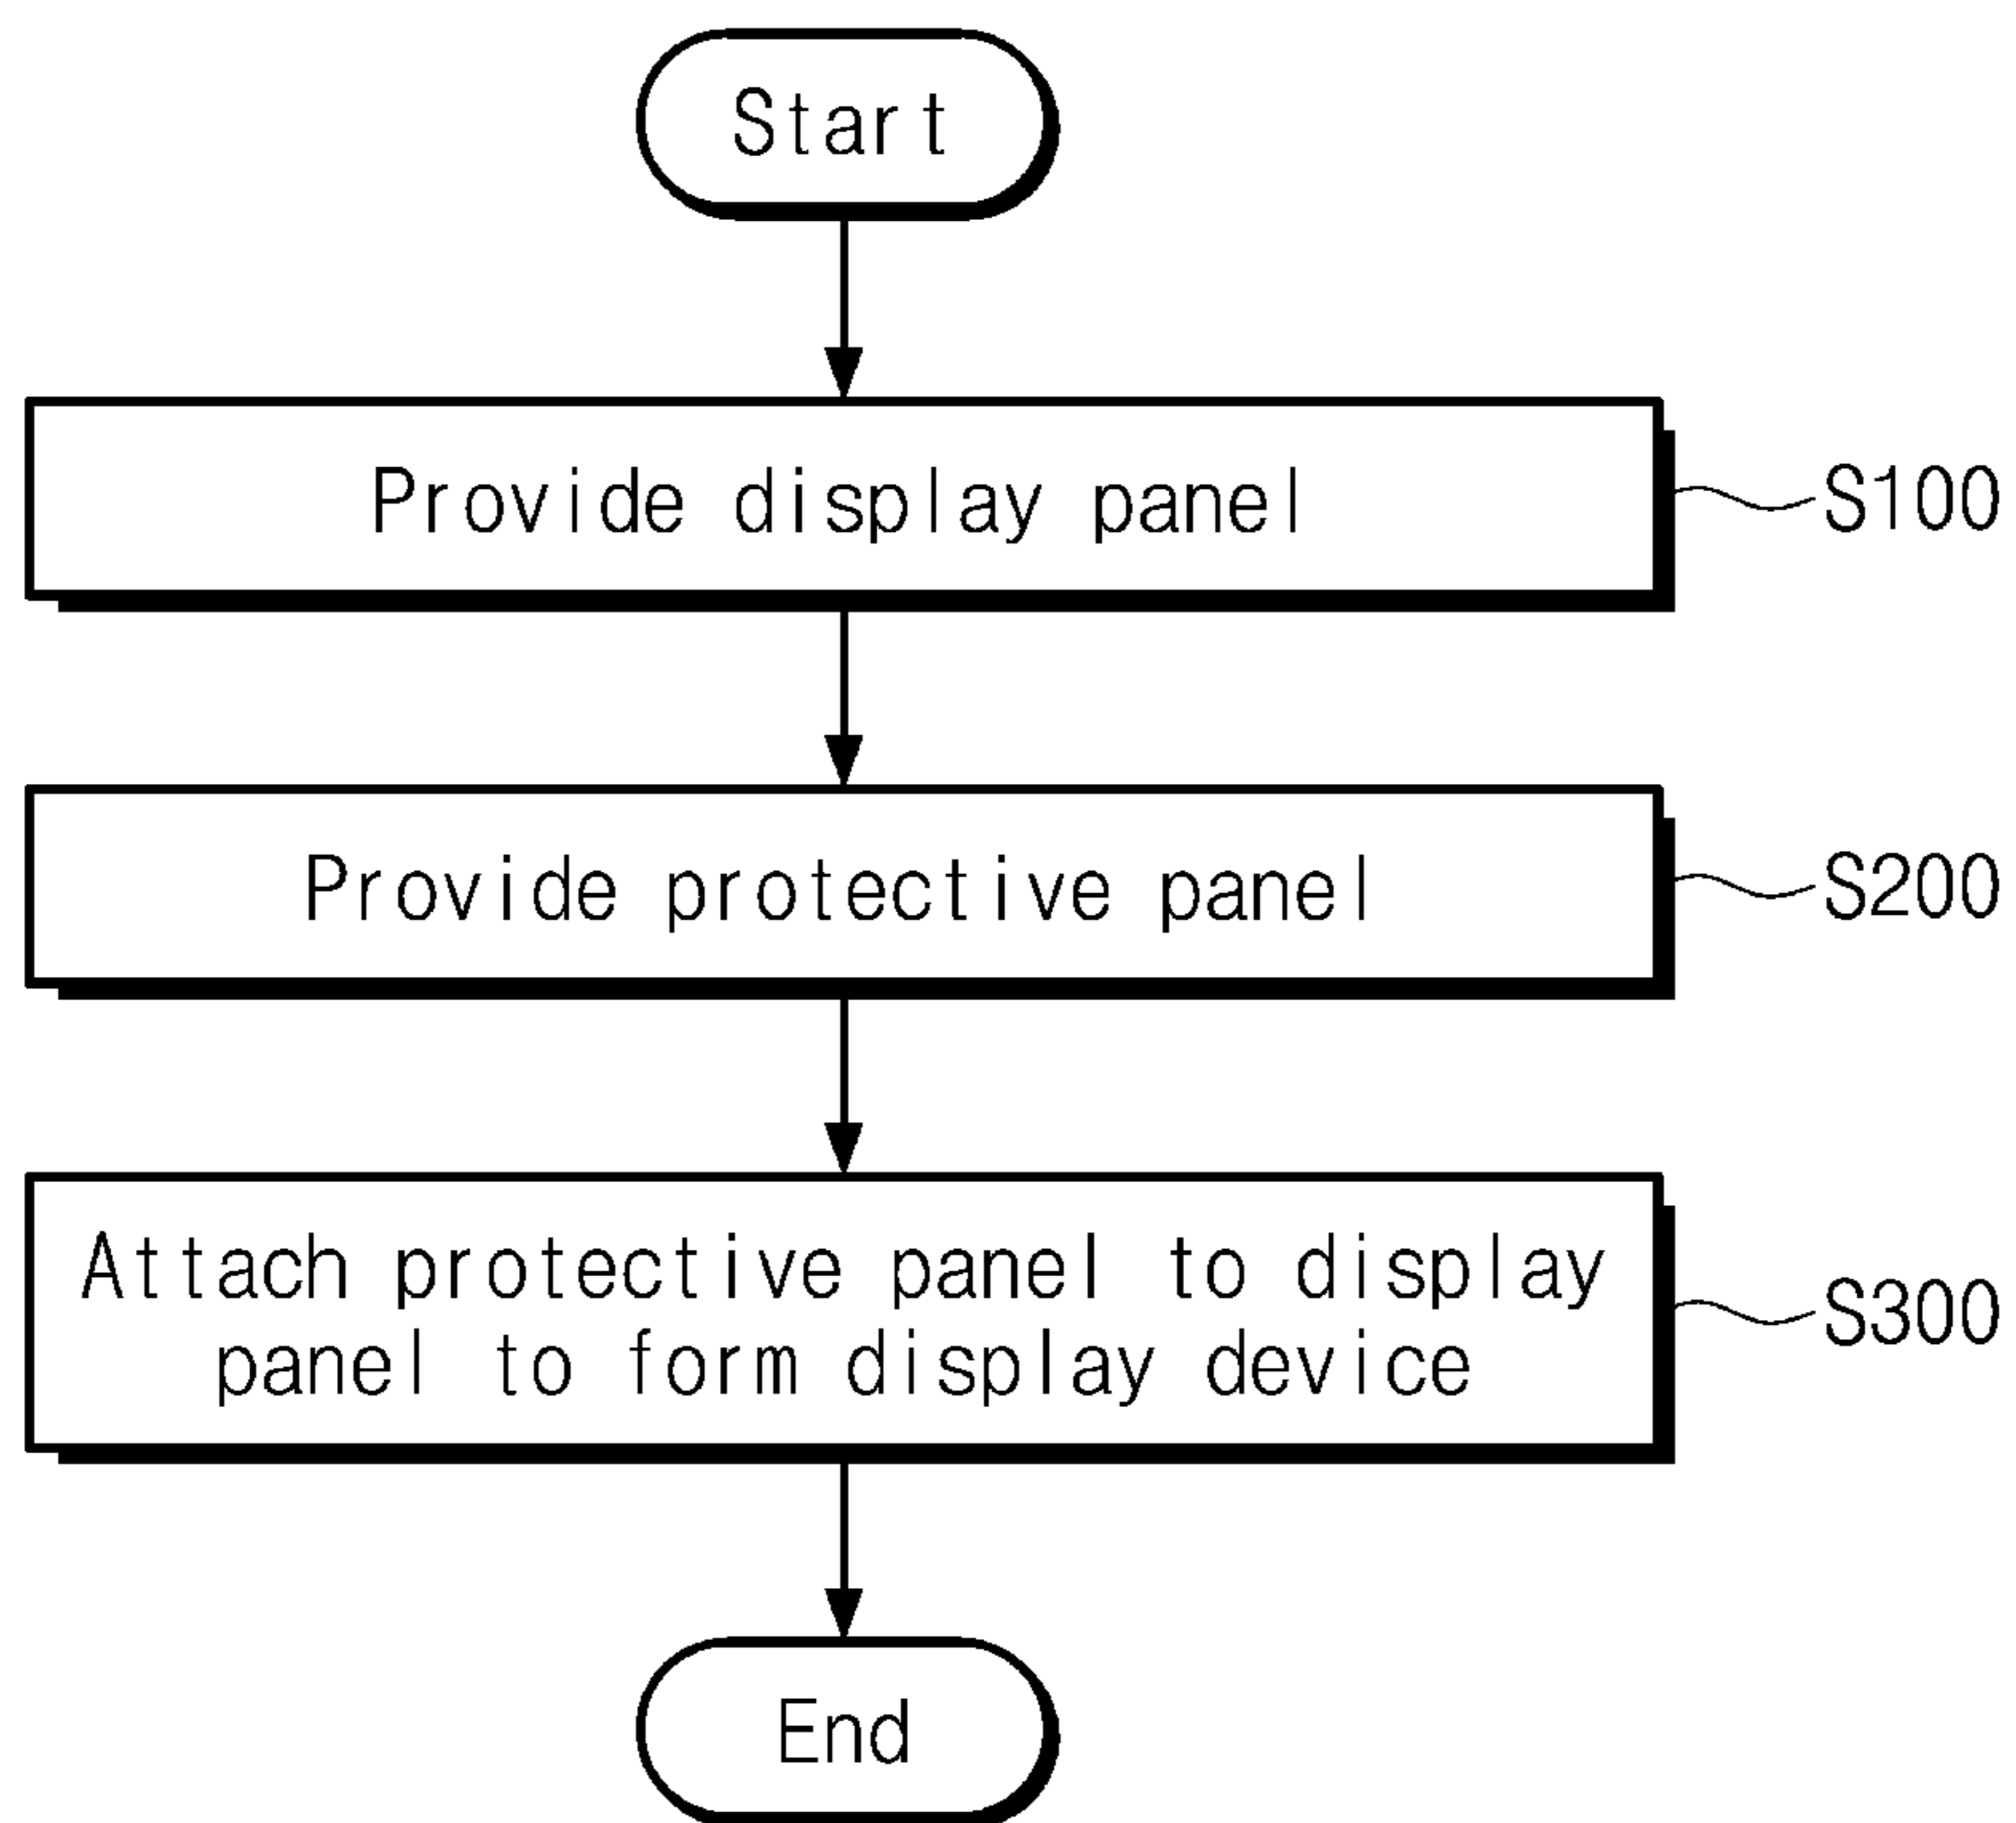 Start
Provide display panel
S100
Provide protective panel
S200
Attach protective panel to display
panel to form display device
S300
End